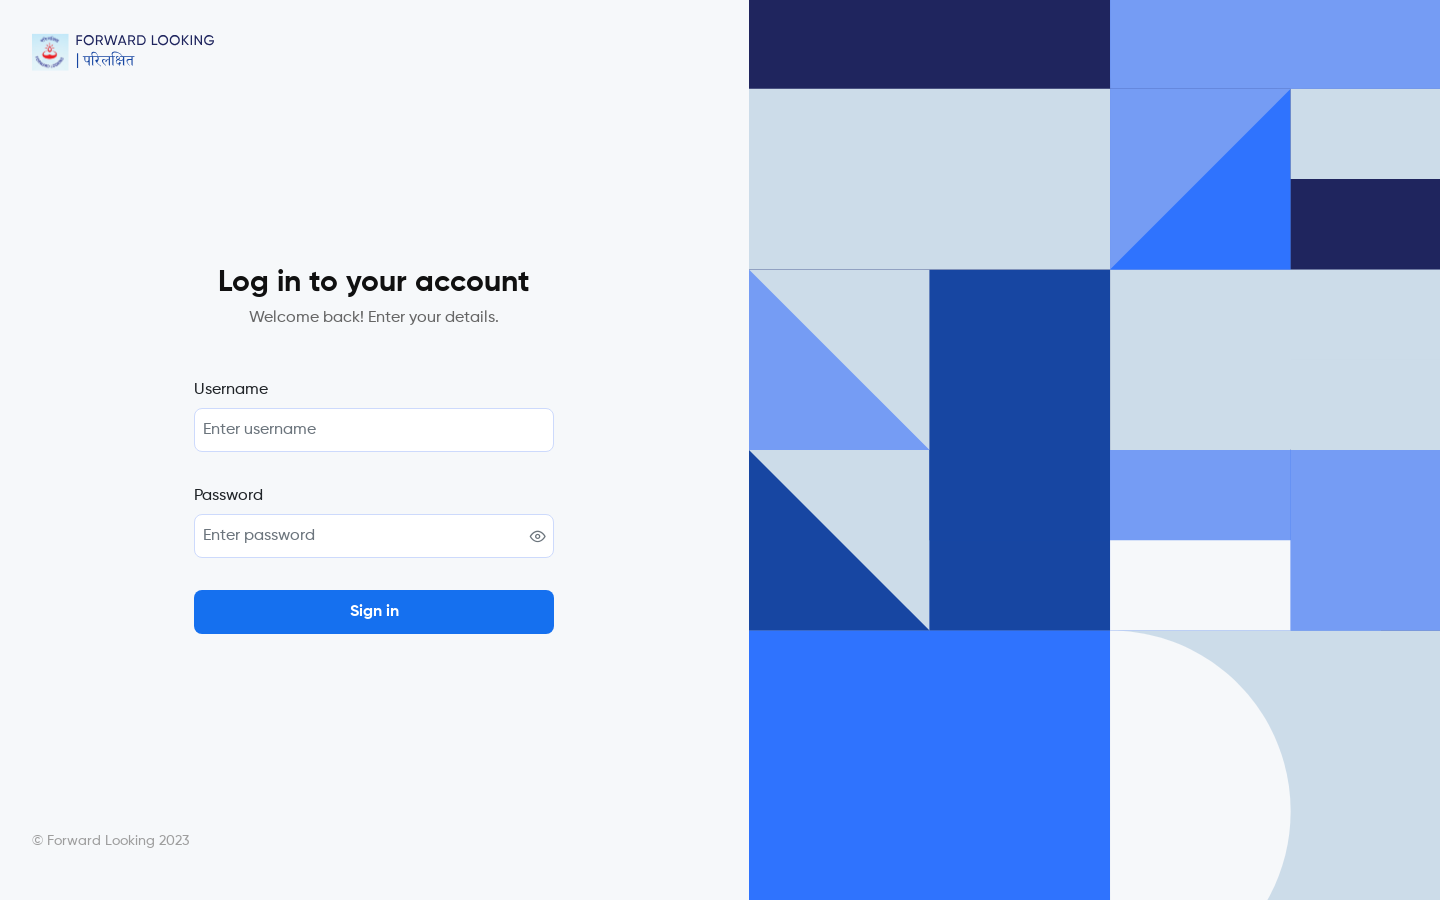 FORWARD LOOKING
| परिलक्षित
Log in to your account
Welcome back! Enter your details.
Username
Enter username
Password
Enter password
Sign in
© Forward Looking 2023